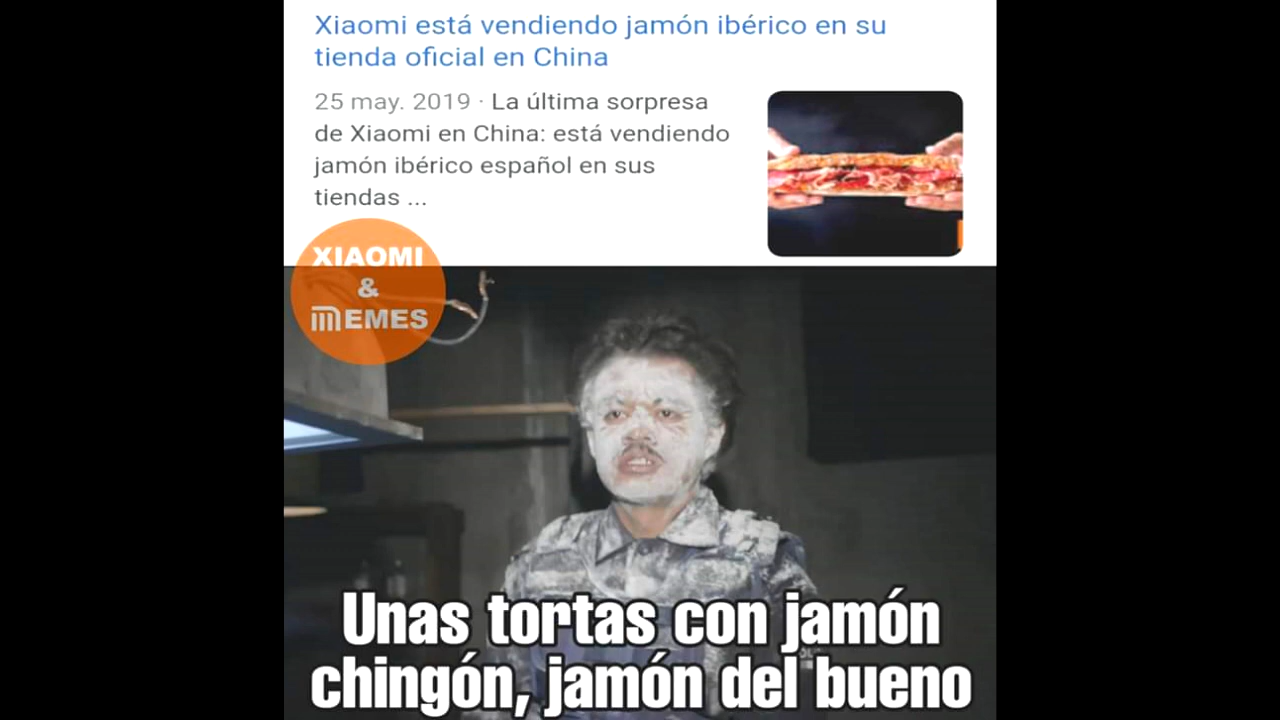 Xiaomi está vendiendo jamón ibérico en su
tienda oficial en China
25 may. 2019 · La última sorpresa
de Xiaomi en China: está vendiendo
jamón ibérico español en sus
tiendas ...
XIAOMI
&
MEMES
Unas tortas con jamón
chingón, jamón del bueno